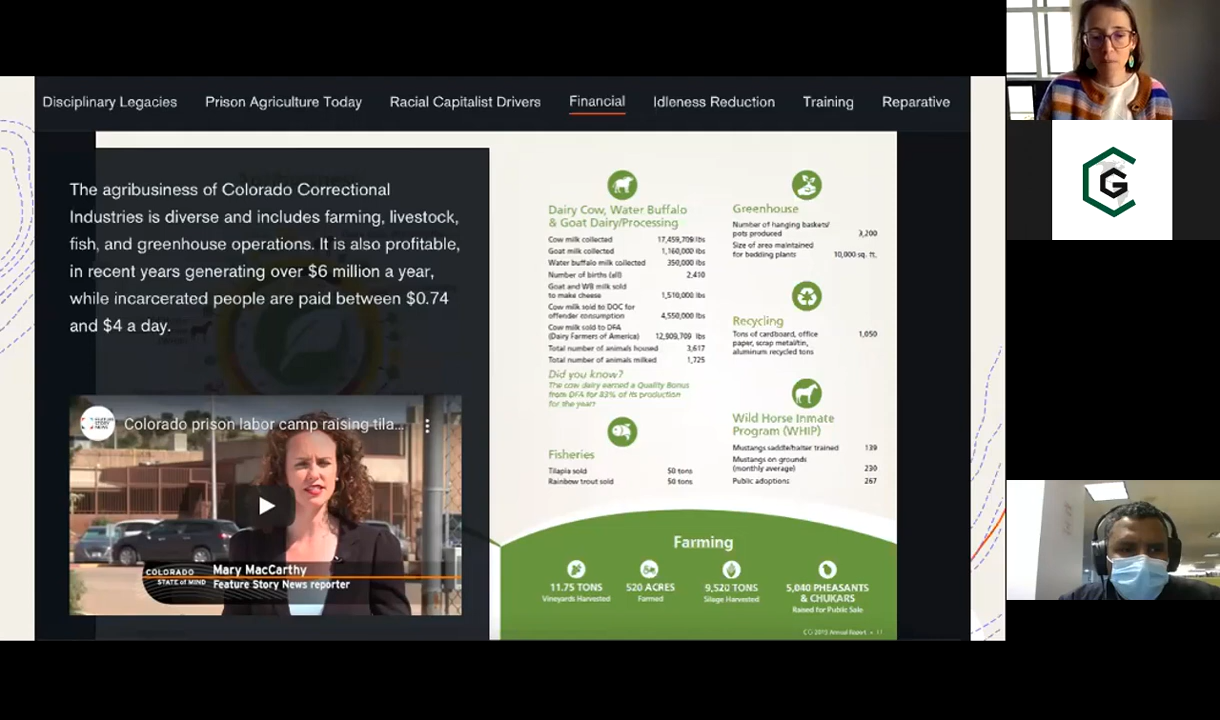 Disciplinary Legacies Prison Agriculture Today Racial Capitalist Drivers Financial Idleness Reduction Training Reparative
The agribusiness of Colorado Correctional
Industries is diverse and includes farming, livestock,
fish, and greenhouse operations. It is also profitable,
in recent years generating over $6 million a year,
while incarcerated people are paid between $0.74
and $4 a day.
Colorado prison labor camp raising tila...
COLORADO
STATE of MIND
Mary MacCarthy
Feature Story News reporter
Dairy Cow, Water Buffalo
& Goat Dairy/Processing
Cow milk collected 17,459,709 lbs
Goat milk collected 1,160,000 lbs
Water buffalo milk collected 350,000 lbs
Number of births (all) 2,410
Goat and WB milk sold
to make cheese 1,510,000 lbs
Cow milk sold to DOC for
offender consumption 4,550,000 lbs
Cow milk sold to DFA
(Dairy Farmers of America) 12,909,709 lbs
Total number of animals housed 3,617
Total number of animals milked 1,725
Did you know?
The cow dairy earned a Quality Bonus
from DFA for 83% of its production
for the year!
Fisheries
Tilapia sold 50 tons
Rainbow trout sold 50 tons
Greenhouse
Number of hanging baskets/
pots produced 3,200
Size of area maintained
for bedding plants 10,000 sq. ft.
Recycling
Tons of cardboard, office 1,050
paper, scrap metal/tin,
aluminum recycled tons
Wild Horse Inmate
Program (WHIP)
Mustangs saddle/halter trained 139
Mustangs on grounds
(monthly average) 230
Public adoptions 267
Farming
11.75 TONS
Vineyards Harvested
520 ACRES
Farmed
9,520 TONS
Silage Harvested
5,040 PHEASANTS
& CHUKARS
Raised for Public Sale
2015 Annual Report • 11
CG